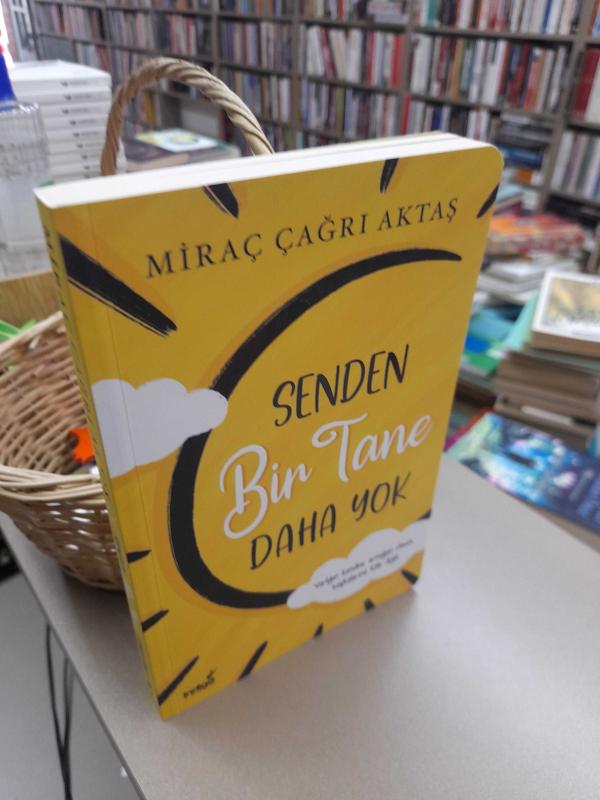 MİRAÇ ÇAĞRI AKTAŞ
SENDEN
Bir Tane
DAHA YOK